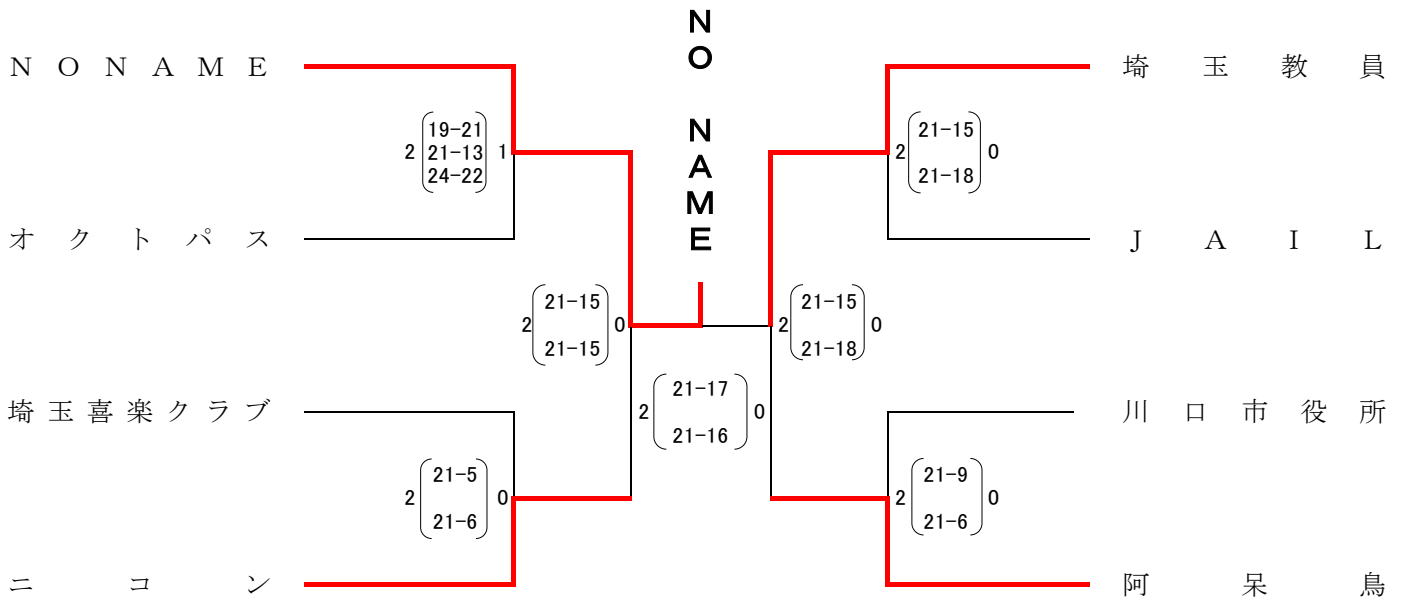 NO NAME
NONAME
埼玉教員
2 19-21 1
21-13
24-22
2 21-15 0
21-18
オクトパス
JAIL
2 21-15 0
21-15
2 21-15 0
21-18
2 21-17 0
21-16
埼玉喜楽クラブ
川口市役所
2 21-5 0
21-6
2 21-9 0
21-6
ニコン
阿呆鳥